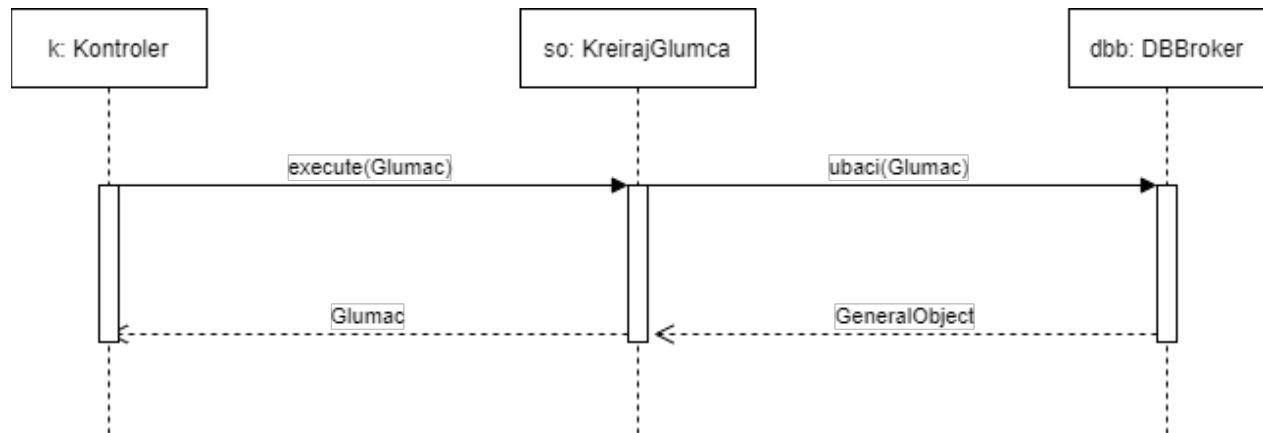 k: Kontroler
so: KreirajGlumca
dbb: DBBroker
execute(Glumac)
ubaci(Glumac)
Glumac
GeneralObject